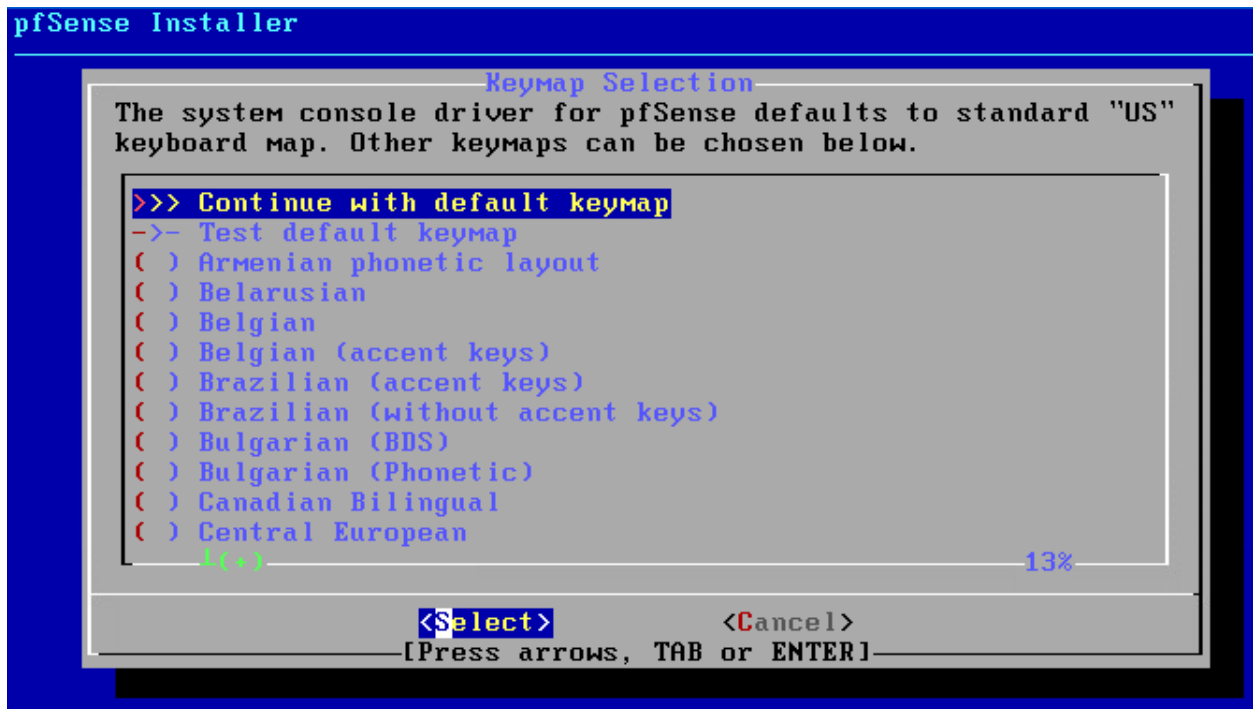 pfSense Installer
Keymap Selection
The system console driver for pfSense defaults to standard "US"
keyboard map. Other keymaps can be chosen below.
>>> Continue with default keymap
->- Test default keymap
( ) Armenian phonetic layout
( ) Belarusian
( ) Belgian
( ) Belgian (accent keys)
( ) Brazilian (accent keys)
( ) Brazilian (without accent keys)
( ) Bulgarian (BDS)
( ) Bulgarian (Phonetic)
( ) Canadian Bilingual
( ) Central European
┴(+) 13%
<Select> <Cancel>
[Press arrows, TAB or ENTER]